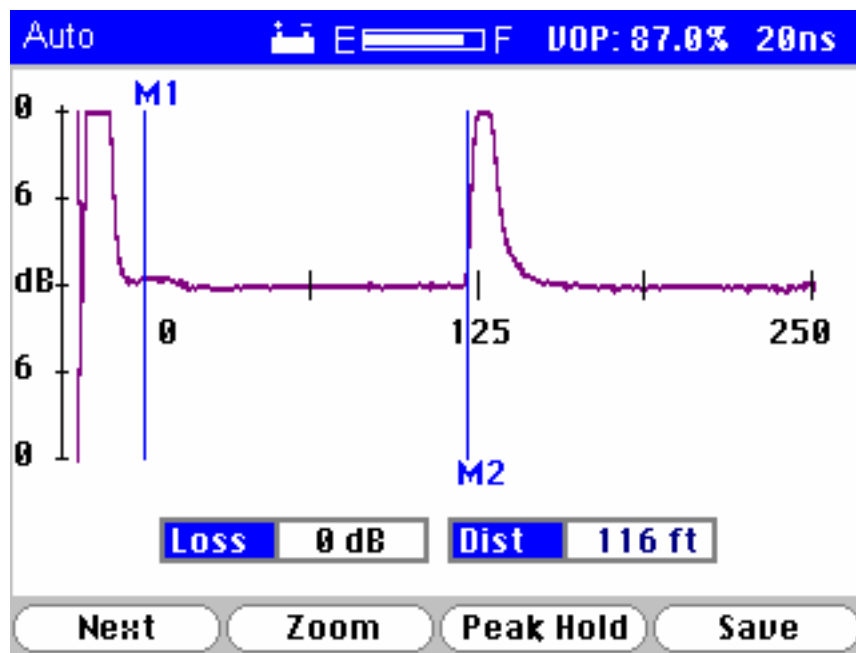 Auto E F VOP: 87.0% 20ns
M1
0
6
dB
0 125 250
6
0
M2
Loss 0 dB Dist 116 ft
Next Zoom Peak Hold Save